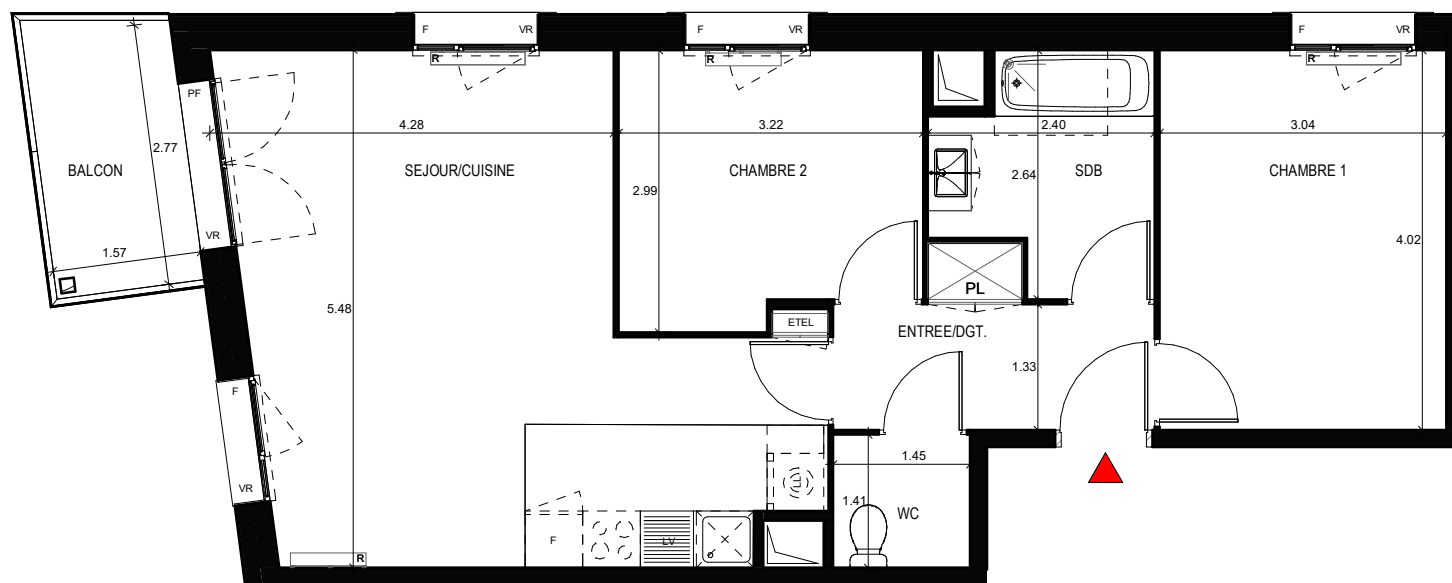 F
VR
F
VR
F
VR
R
R
R
PF
4.28
3.22
2.40
3.04
BALCON
2.77
SEJOUR/CUISINE
2.99
CHAMBRE 2
2.64
SDB
CHAMBRE 1
VR
1.57
4.02
PL
5.48
ETEL
ENTREE/DGT.
1.33
F
1.45
LL
VR
1.41
WC
F
LV
R